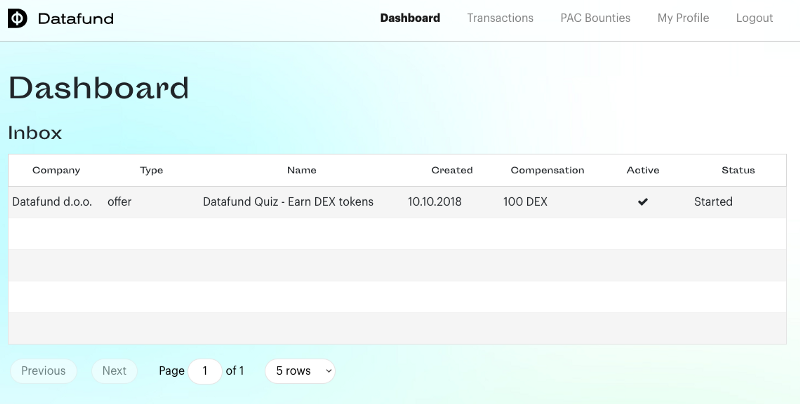 Datafund Dashboard Transactions PAC Bounties My Profile Logout
Dashboard
Inbox
Company Type Name Created Compensation Active Status
Datafund d.o.o. offer Datafund Quiz - Earn DEX tokens 10.10.2018 100 DEX ✔ Started
Previous Next Page 1 of 1 5 rows